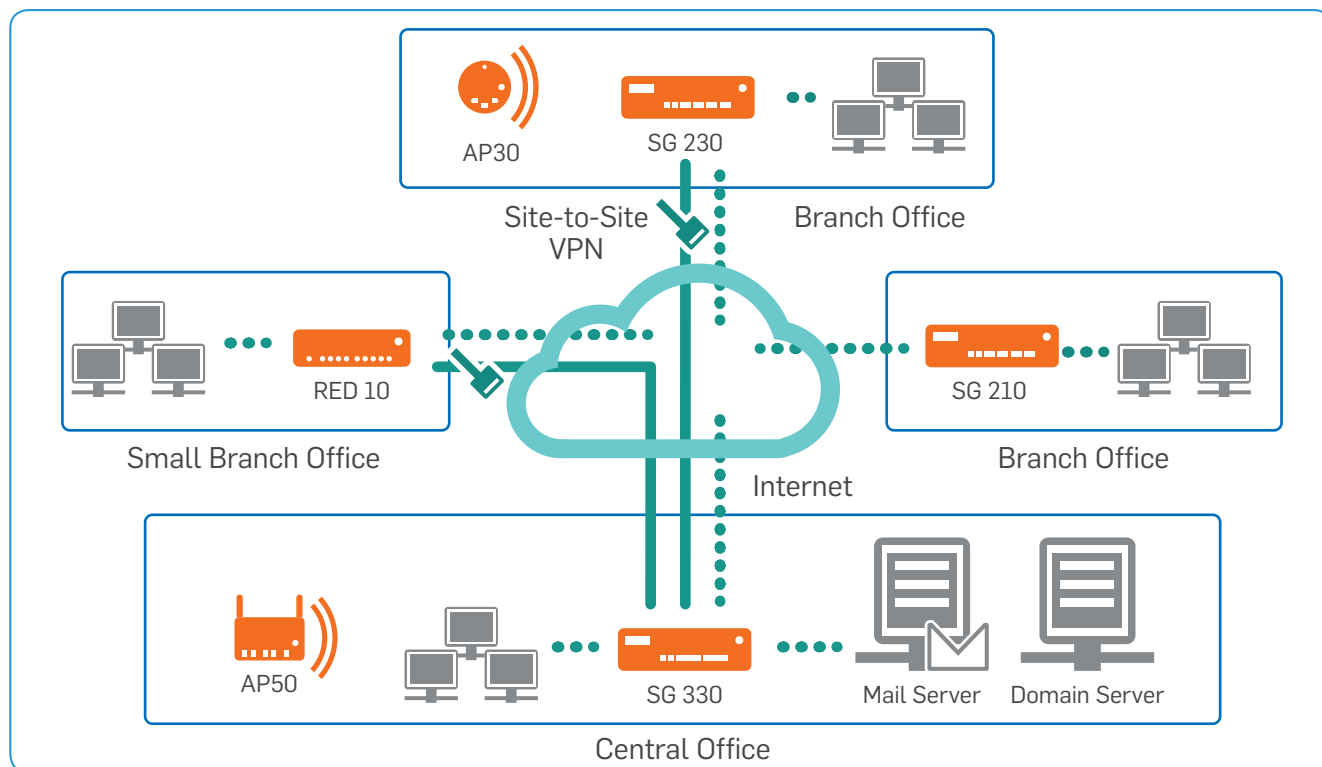 AP30
SG 230
Site-to-Site
VPN
Branch Office
RED 10
Small Branch Office
SG 210
Branch Office
Internet
AP50
SG 330
Mail Server
Domain Server
Central Office